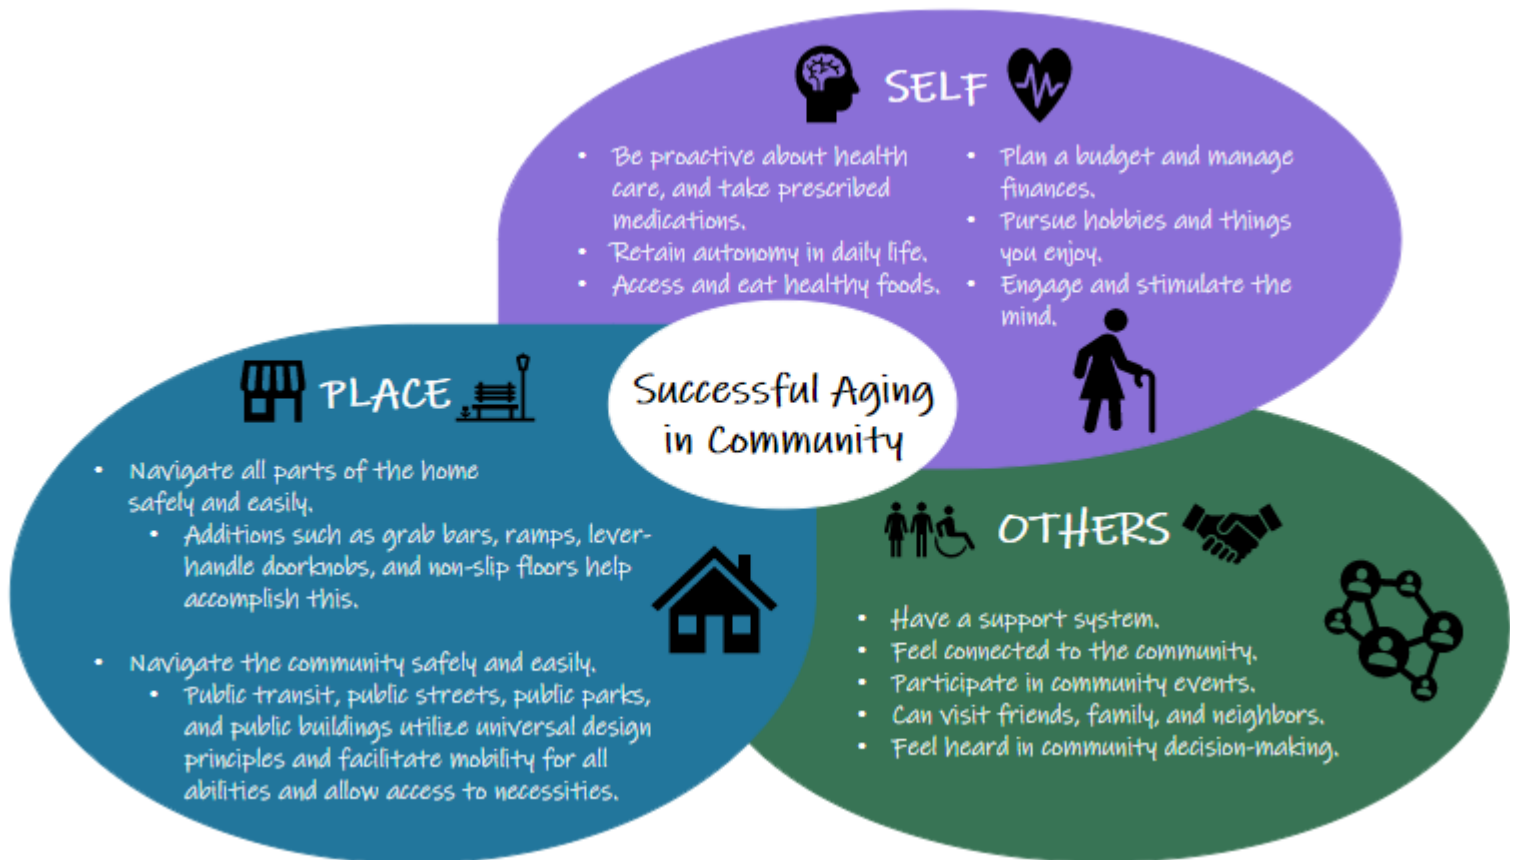 SELF
• Be proactive about health
care, and take prescribed
medications.
• Retain autonomy in daily life.
• Access and eat healthy foods.
• Plan a budget and manage
finances.
• Pursue hobbies and things
you enjoy.
• Engage and stimulate the
mind.
Successful Aging
in Community
PLACE
• Navigate all parts of the home
safely and easily.
• Additions such as grab bars, ramps, lever-
handle doorknobs, and non-slip floors help
accomplish this.
• Navigate the community safely and easily.
• Public transit, public streets, public parks,
and public buildings utilize universal design
principles and facilitate mobility for all
abilities and allow access to necessities.
OTHERS
• Have a support system.
• Feel connected to the community.
• Participate in community events.
• Can visit friends, family, and neighbors.
• Feel heard in community decision-making.